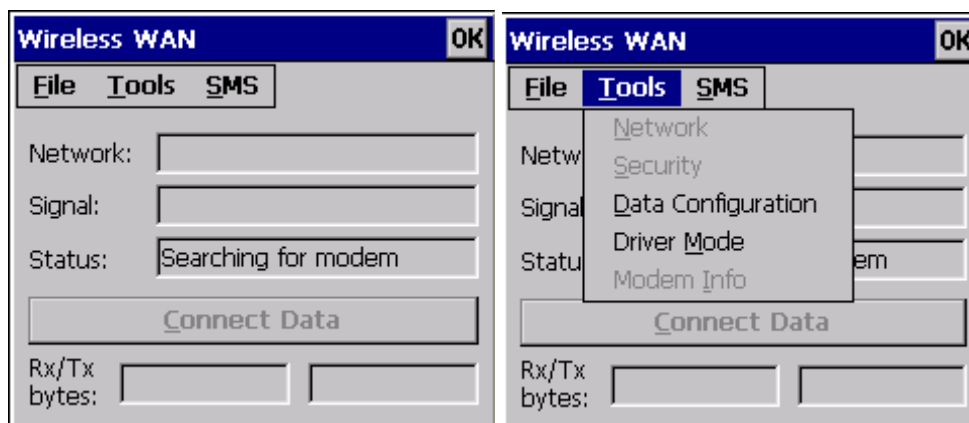 Wireless WAN OK
File Tools SMS
Network:
Signal:
Status: Searching for modem
Connect Data
Rx/Tx
bytes:
Wireless WAN OK
File Tools SMS
Network
Security
Data Configuration
Driver Mode
Modem Info
Netw
Signal
Statu em
Connect Data
Rx/Tx
bytes: